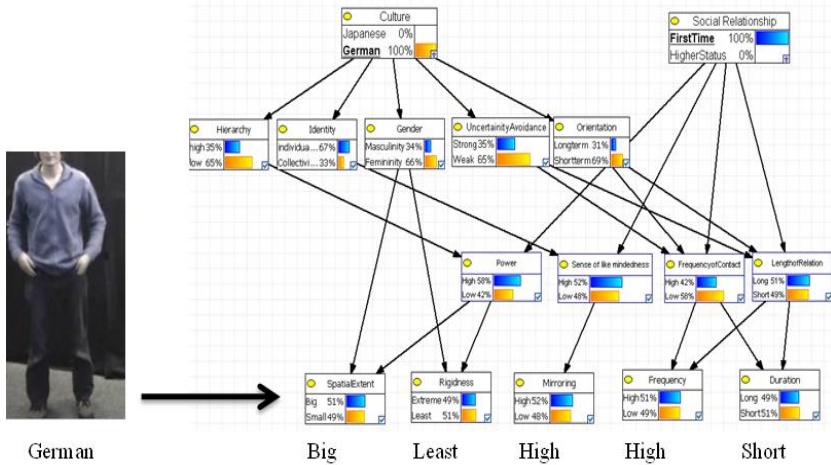 Culture
Japanese 0%
German 100%
Social Relationship
FirstTime 100%
HigherStatus 0%
Hierarchy
high 35%
low 65%
Identity
individua... 67%
Collectivi... 33%
Gender
Masculinity 34%
Femininity 66%
UncertainityAvoidance
Strong 35%
Weak 65%
Orientation
Longterm 31%
Shortterm 69%
Power
High 58%
Low 42%
Sense of like mindedness
High 52%
Low 48%
FrequencyofContact
High 42%
Low 58%
LengthofRelation
Long 51%
Short 49%
SpatialExtent
Big 51%
Small 49%
Rigidness
Extreme 49%
Least 51%
Mirroring
High 52%
Low 48%
Frequency
High 51%
Low 49%
Duration
Long 49%
Short 51%
German Big Least High High Short